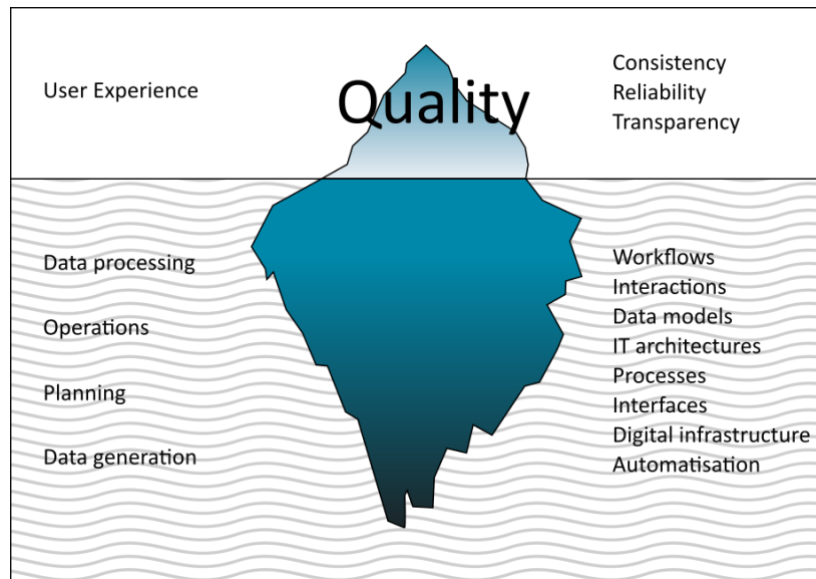 Quality
User Experience
Consistency
Reliability
Transparency
Data processing
Operations
Planning
Data generation
Workflows
Interactions
Data models
IT architectures
Processes
Interfaces
Digital infrastructure
Automatisation